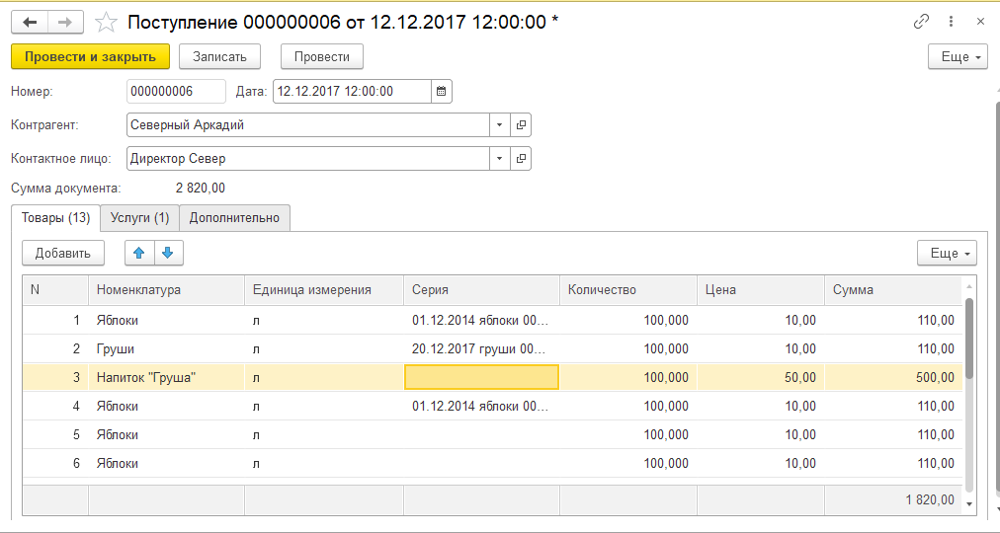 Поступление 000000006 от 12.12.2017 12:00:00 *
Провести и закрыть Записать Провести Еще
Номер: 000000006 Дата: 12.12.2017 12:00:00
Контрагент: Северный Аркадий
Контактное лицо: Директор Север
Сумма документа: 2 820,00
Товары (13) Услуги (1) Дополнительно
Добавить Еще
N Номенклатура Единица измерения Серия Количество Цена Сумма
1 Яблоки л 01.12.2014 яблоки 00... 100,000 10,00 110,00
2 Груши л 20.12.2017 груши 00... 100,000 10,00 110,00
3 Напиток "Груша" л 100,000 50,00 500,00
4 Яблоки л 01.12.2014 яблоки 00... 100,000 10,00 110,00
5 Яблоки л 100,000 10,00 110,00
6 Яблоки л 100,000 10,00 110,00
1 820,00